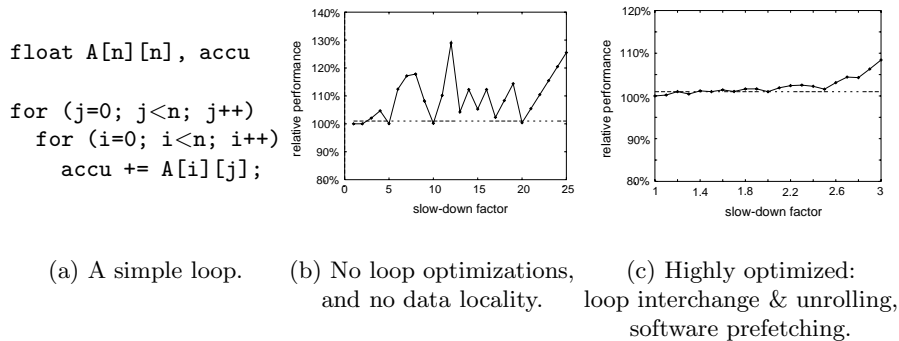 float A[n][n], accu
for (j=0; j<n; j++)
for (i=0; i<n; i++)
accu += A[i][j];
140%
130%
120%
110%
100%
90%
80%
relative performance
0
5
10
15
20
25
slow-down factor
120%
110%
100%
90%
80%
relative performance
1
1.4
1.8
2.2
2.6
3
slow-down factor
(a) A simple loop.
(b) No loop optimizations,
and no data locality.
(c) Highly optimized:
loop interchange & unrolling,
software prefetching.